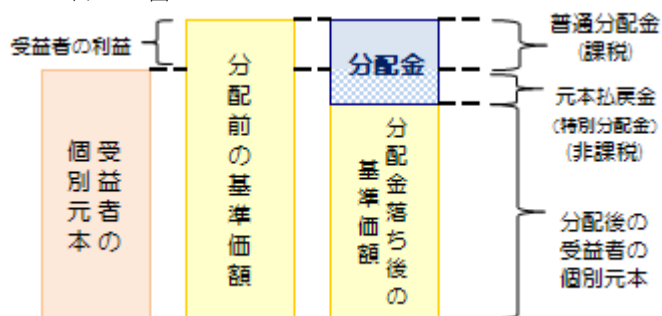 受益者の利益
受益者の
個別元本
分配前の基準価額
分配金
分配金落ち後の
基準価額
普通分配金
(課税)
元本払戻金
(特別分配金)
(非課税)
分配後の
受益者の
個別元本